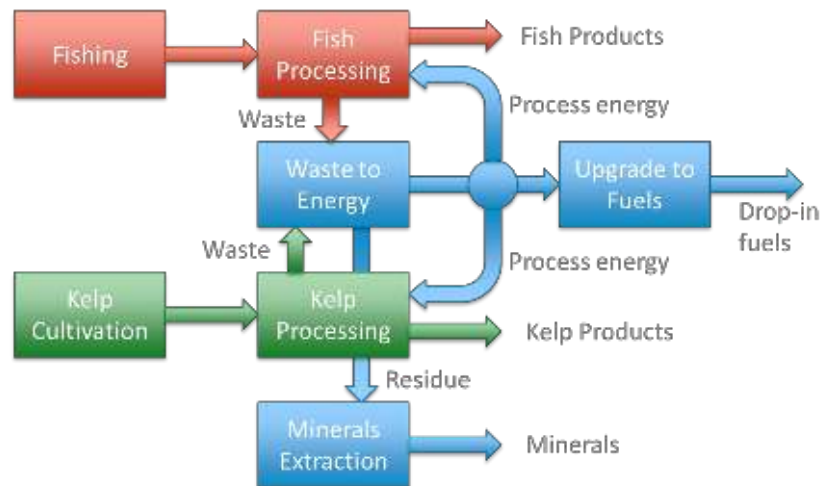 Fishing
Fish
Processing
Fish Products
Waste
Process energy
Waste to
Energy
Upgrade to
Fuels
Drop-in
fuels
Waste
Process energy
Kelp
Cultivation
Kelp
Processing
Kelp Products
Residue
Minerals
Extraction
Minerals